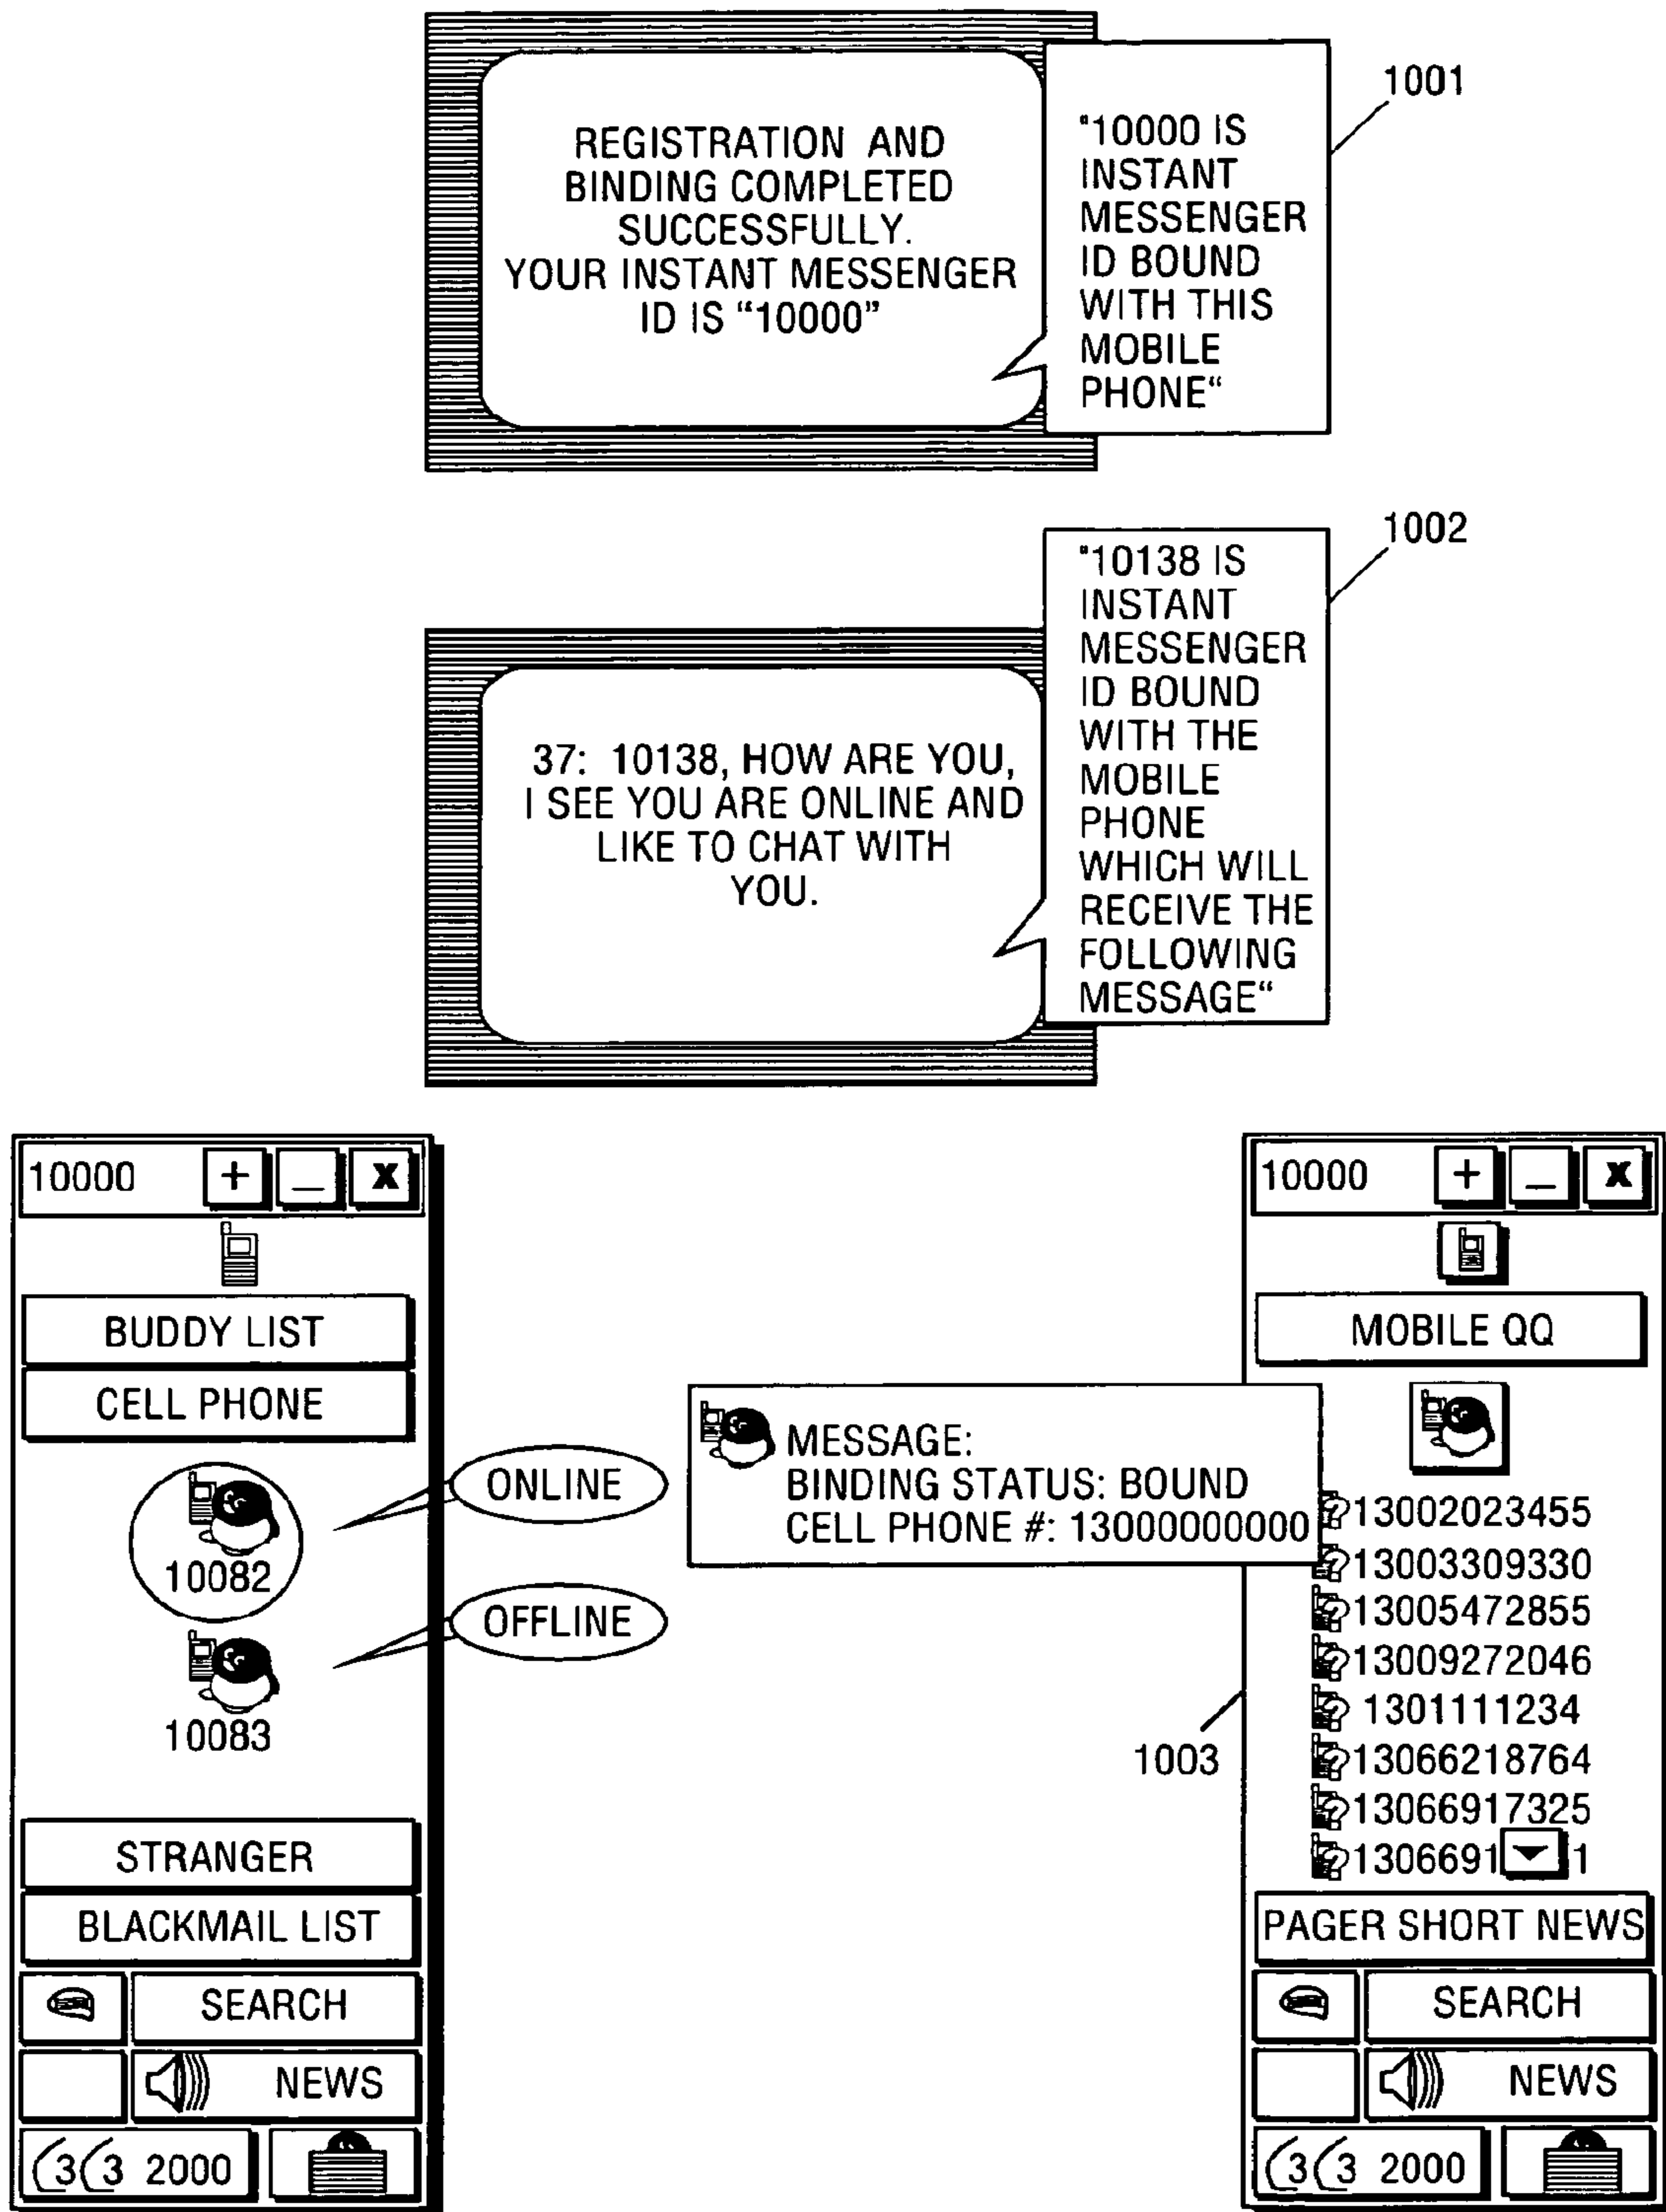 REGISTRATION AND
BINDING COMPLETED
SUCCESSFULLY.
YOUR INSTANT MESSENGER
ID IS “10000”
"10000 IS
INSTANT
MESSENGER
ID BOUND
WITH THIS
MOBILE
PHONE“
1001
37: 10138, HOW ARE YOU,
I SEE YOU ARE ONLINE AND
LIKE TO CHAT WITH
YOU.
"10138 IS
INSTANT
MESSENGER
ID BOUND
WITH THE
MOBILE
PHONE
WHICH WILL
RECEIVE THE
FOLLOWING
MESSAGE“
1002
10000 + _ X
BUDDY LIST
CELL PHONE
10082
ONLINE
10083
OFFLINE
STRANGER
BLACKMAIL LIST
SEARCH
NEWS
3 3 2000
MESSAGE:
BINDING STATUS: BOUND
CELL PHONE #: 13000000000
1003
10000 + _ X
MOBILE QQ
?13002023455
?13003309330
?13005472855
?13009272046
? 1301111234
?13066218764
?13066917325
?1306691 1
PAGER SHORT NEWS
SEARCH
NEWS
3 3 2000